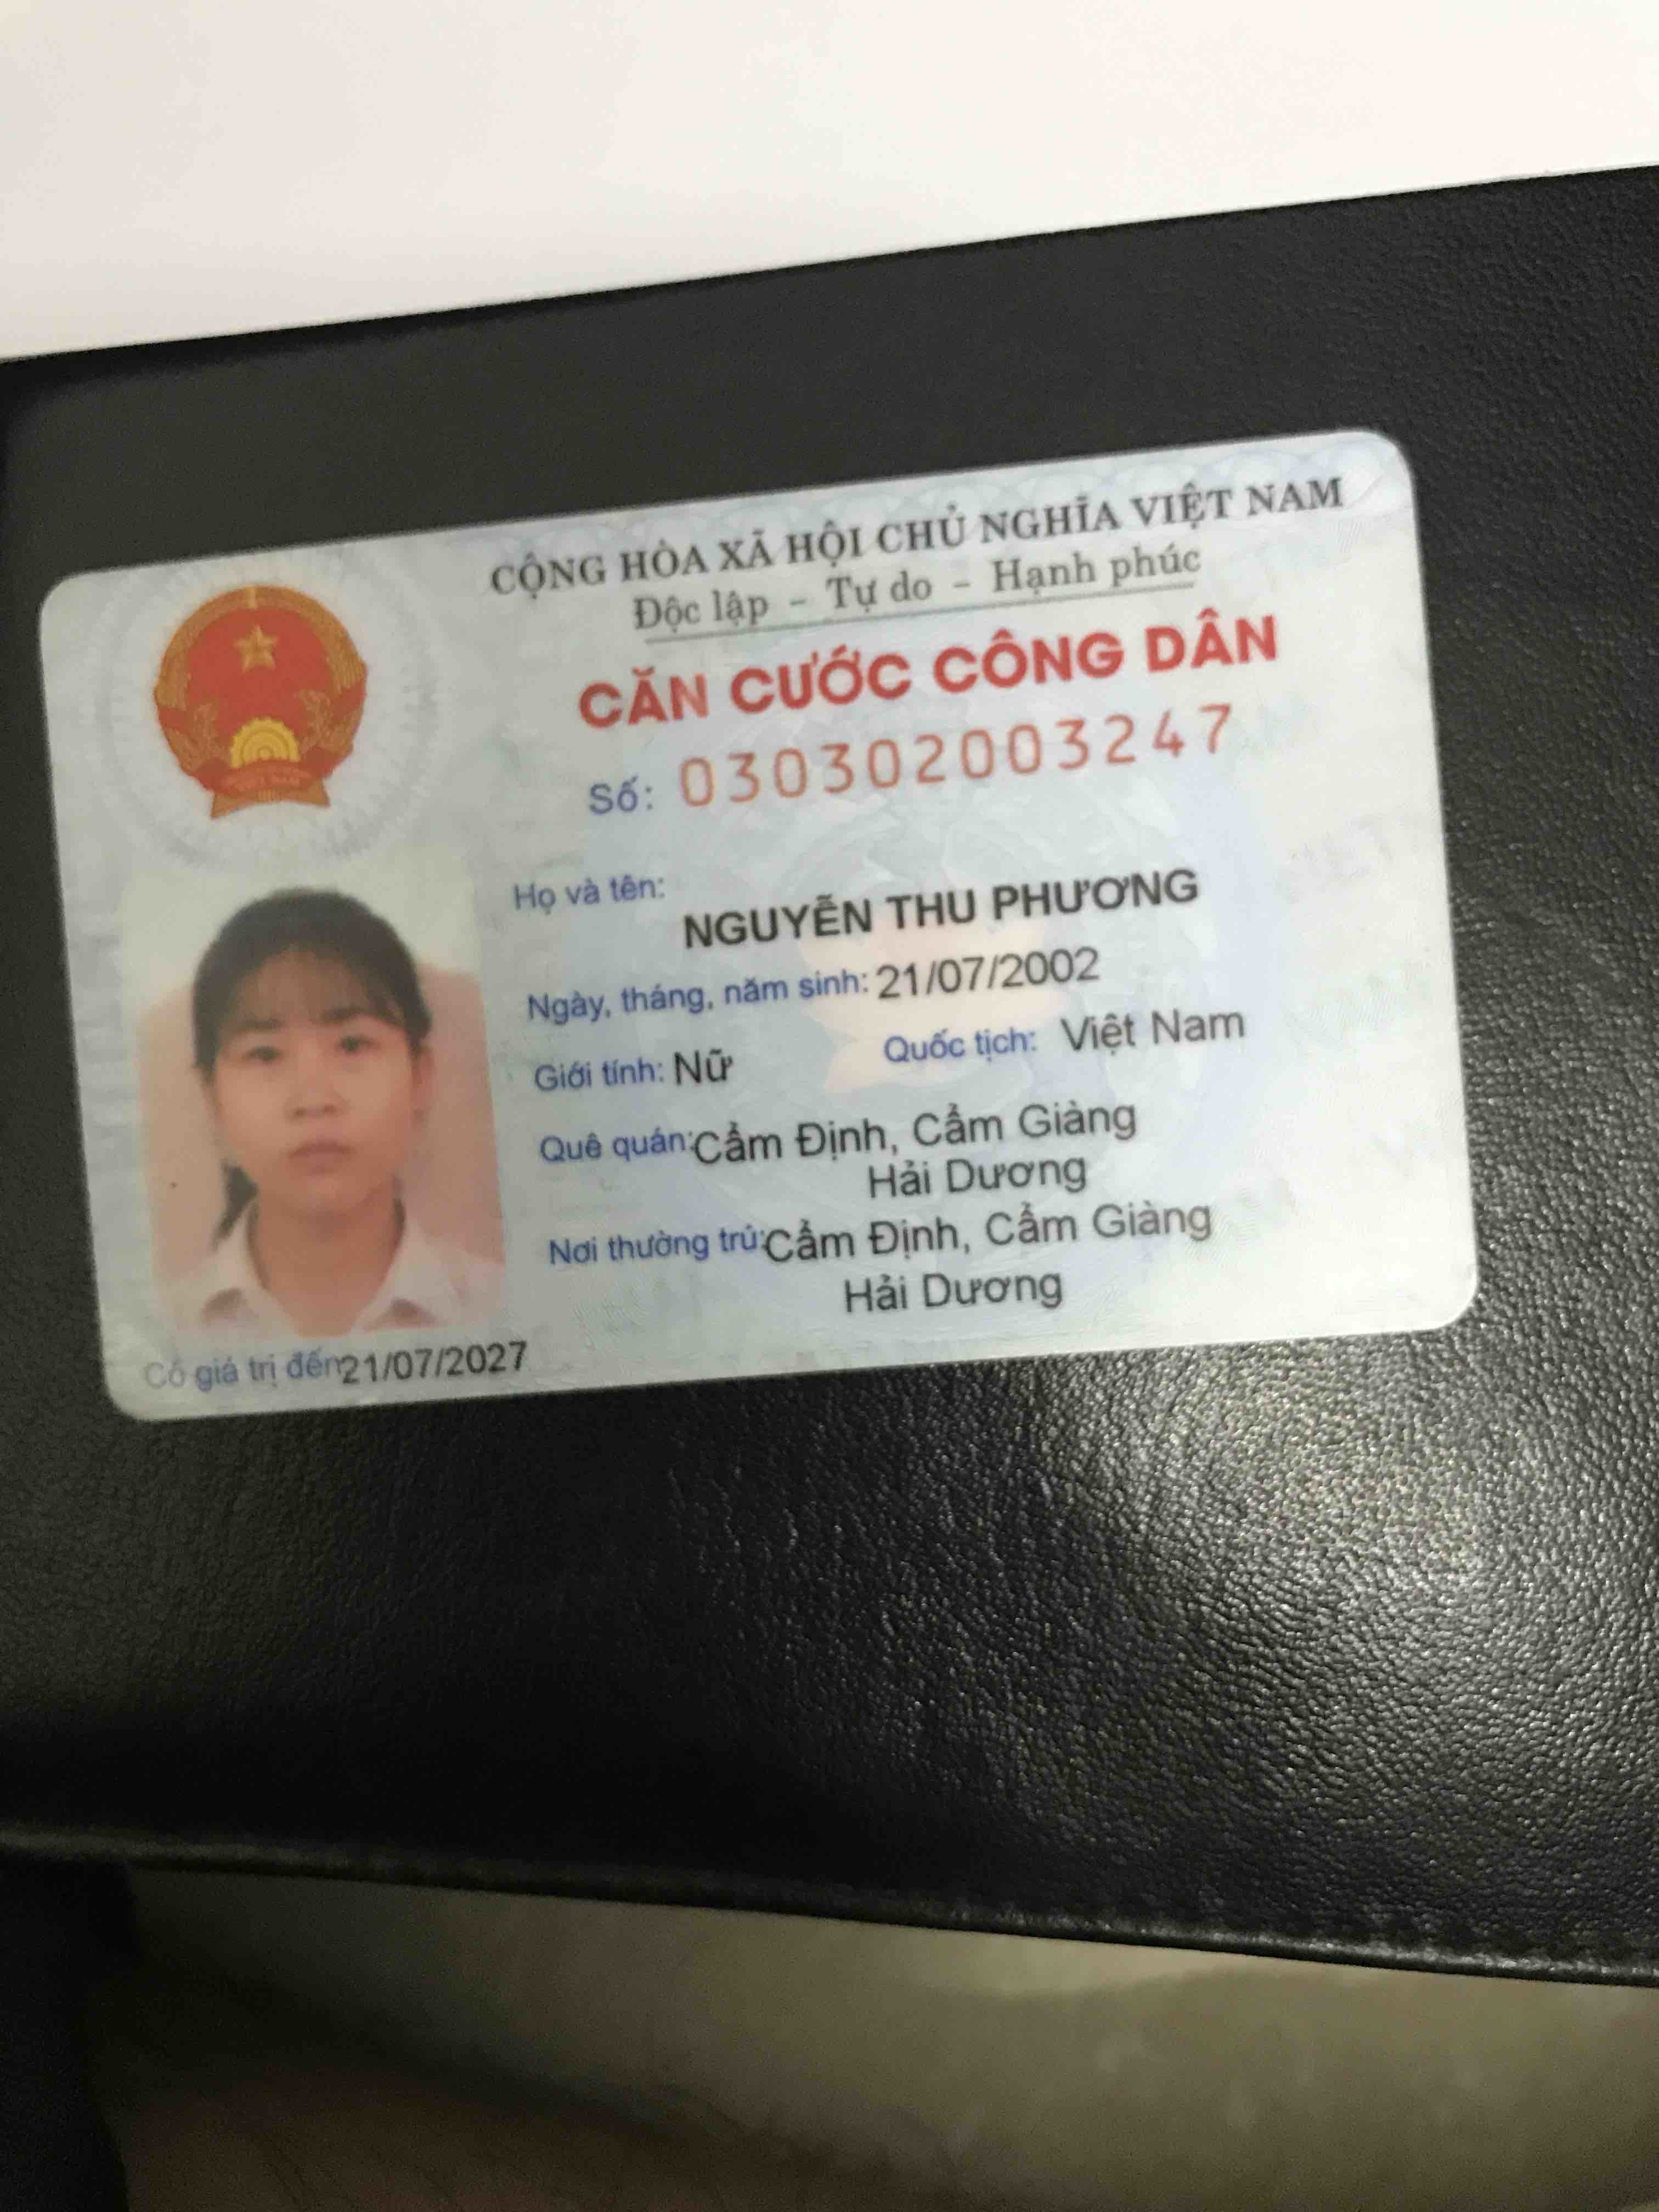 CỘNG HÒA XÃ HỘI CHỦ NGHĨA VIỆT NAM
Độc lập - Tự do - Hạnh phúc
CĂN CƯỚC CÔNG DÂN
Số: 030302003247
Họ và tên:
NGUYỄN THU PHƯƠNG
Ngày, tháng, năm sinh: 21/07/2002
Giới tính: Nữ Quốc tịch: Việt Nam
Quê quán: Cẩm Định, Cẩm Giàng
Hải Dương
Nơi thường trú: Cẩm Định, Cẩm Giàng
Hải Dương
Có giá trị đến 21/07/2027